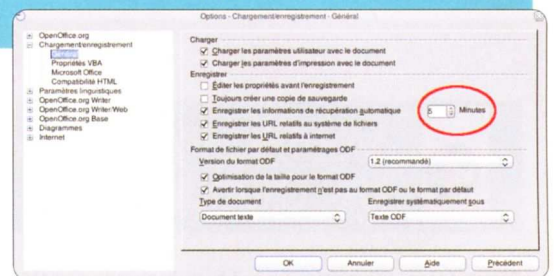 Options - Chargement/enregistrement - Général
OpenOffice.org
Chargement/enregistrement
Général
Propriétés VBA
Microsoft Office
Compatibilité HTML
Paramètres linguistiques
OpenOffice.org Writer
OpenOffice.org Writer/Web
OpenOffice.org Base
Diagrammes
Internet
Charger
Charger les paramètres utilisateur avec le document
Charger les paramètres d'impression avec le document
Enregistrer
Éditer les propriétés avant l'enregistrement
Toujours créer une copie de sauvegarde
Enregistrer les informations de récupération automatique 5 Minutes
Enregistrer les URL relatifs au système de fichiers
Enregistrer les URL relatifs à internet
Format de fichier par défaut et paramétrages ODF
Version du format ODF 1.2 (recommandé)
Optimisation de la taille pour le format ODF
Avertir lorsque l'enregistrement n'est pas au format ODF ou le format par défaut
Type de document Enregistrer systématiquement sous
Document texte Texte ODF
OK Annuler Aide Précédent